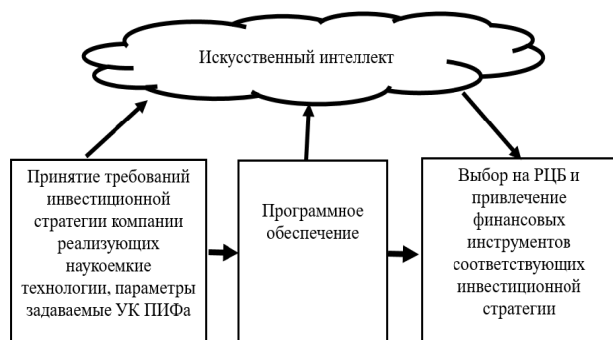 Искусственный интеллект
Принятие требований
инвестиционной
стратегии компании
реализующих
наукоемкие
технологии, параметры
задаваемые УК ПИФа
Программное
обеспечение
Выбор на РЦБ и
привлечение
финансовых
инструментов
соответствующих
инвестиционной
стратегии